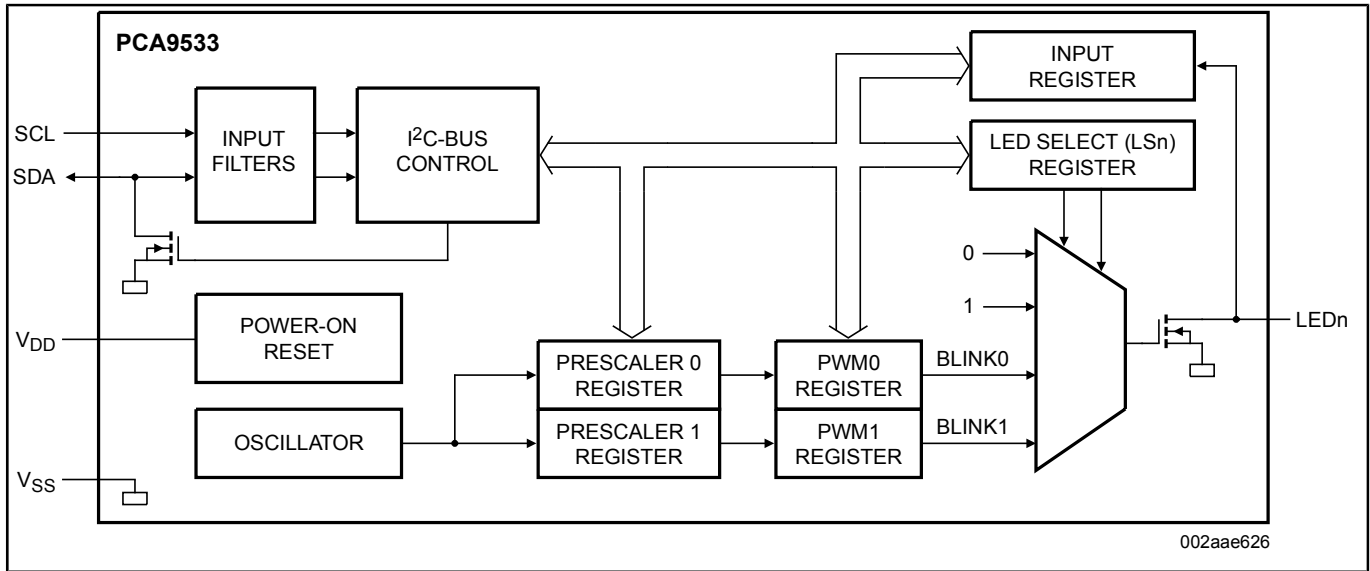 PCA9533
INPUT
REGISTER
SCL
SDA
INPUT
FILTERS
I²C-BUS
CONTROL
LED SELECT (LSn)
REGISTER
0
1
VDD
POWER-ON
RESET
LEDn
PRESCALER 0
REGISTER
PWM0
REGISTER
BLINK0
OSCILLATOR
PRESCALER 1
REGISTER
PWM1
REGISTER
BLINK1
VSS
002aae626